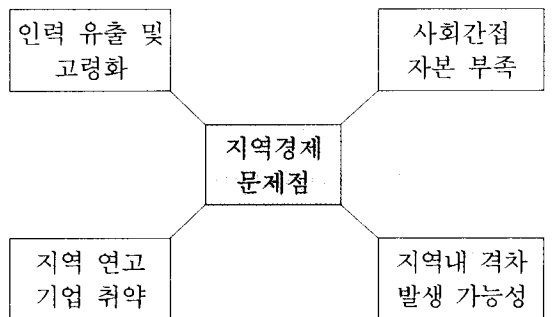 인력 유출 및
고령화
사회간접
자본 부족
지역경제
문제점
지역 연고
기업 취약
지역내 격차
발생 가능성